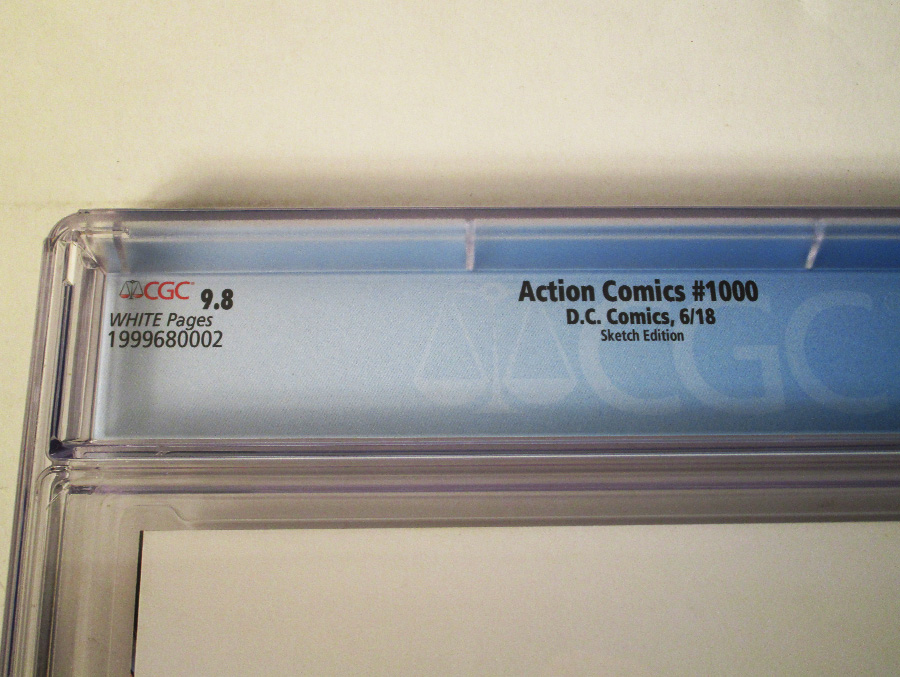 CGC 9.8
WHITE Pages
1999680002
Action Comics #1000
D.C. Comics, 6/18
Sketch Edition
CGC